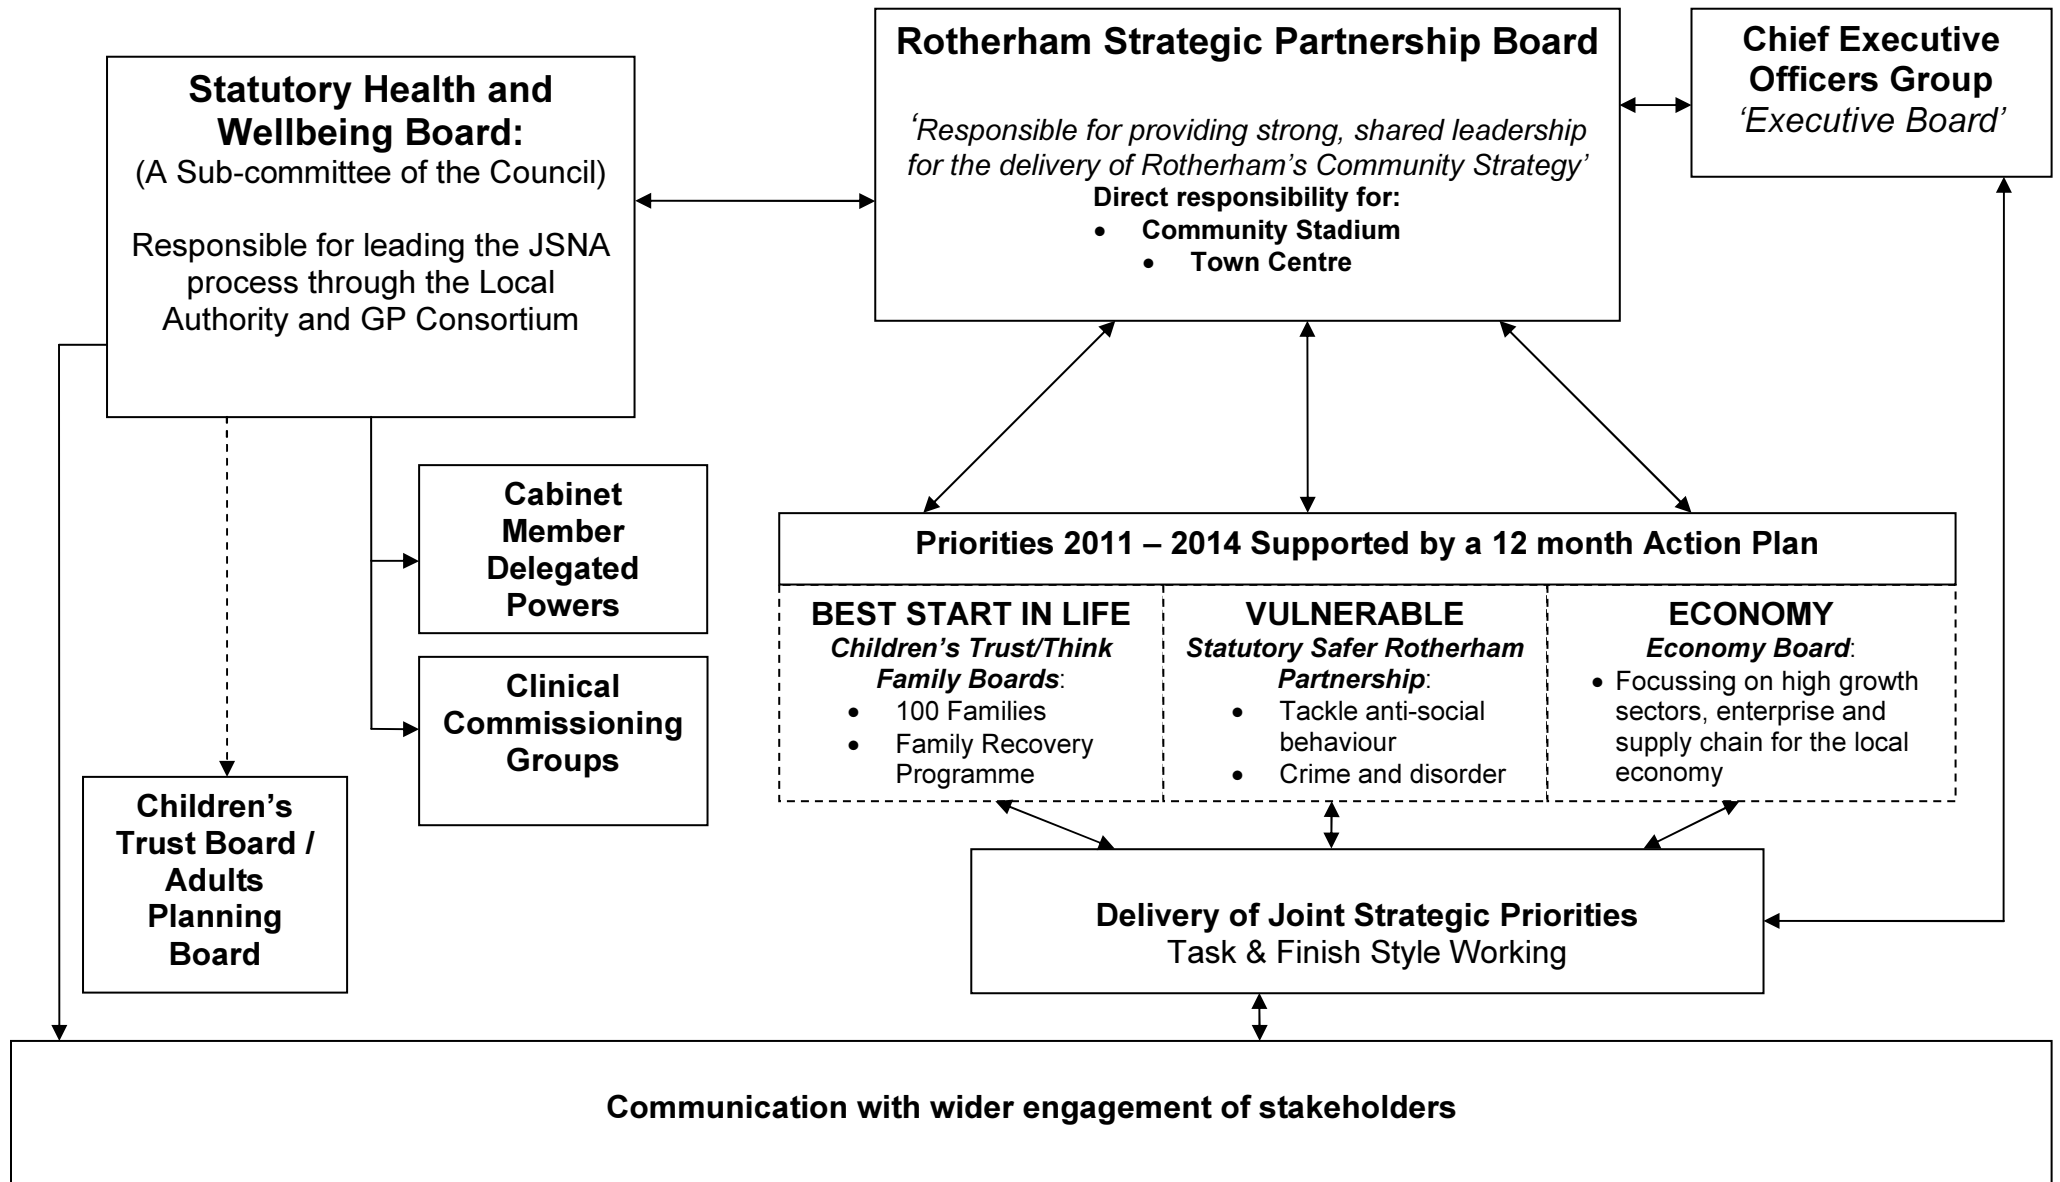 Rotherham Strategic Partnership Board
‘Responsible for providing strong, shared leadership
for the delivery of Rotherham’s Community Strategy’
Direct responsibility for:
• Community Stadium
• Town Centre
Chief Executive
Officers Group
‘Executive Board’
Statutory Health and
Wellbeing Board:
(A Sub-committee of the Council)
Responsible for leading the JSNA
process through the Local
Authority and GP Consortium
Cabinet
Member
Delegated
Powers
Clinical
Commissioning
Groups
Children’s
Trust Board /
Adults
Planning
Board
Priorities 2011 – 2014 Supported by a 12 month Action Plan
BEST START IN LIFE
Children’s Trust/Think
Family Boards:
• 100 Families
• Family Recovery
Programme
VULNERABLE
Statutory Safer Rotherham
Partnership:
• Tackle anti-social
behaviour
• Crime and disorder
ECONOMY
Economy Board:
• Focussing on high growth
sectors, enterprise and
supply chain for the local
economy
Delivery of Joint Strategic Priorities
Task & Finish Style Working
Communication with wider engagement of stakeholders